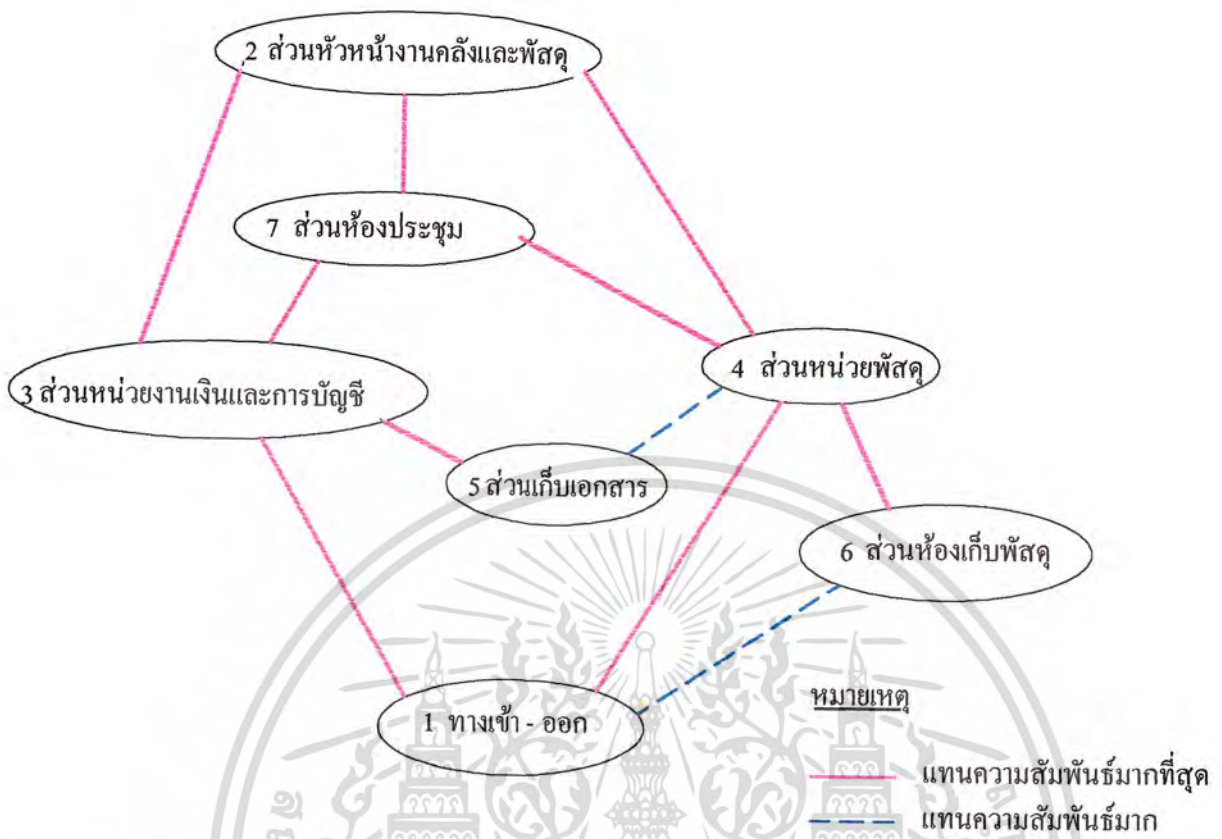 2 ส่วนหัวหน้างานคลังและพัสดุ
7 ส่วนห้องประชุม
4 ส่วนหน่วยพัสดุ
3 ส่วนหน่วยงานเงินและการบัญชี
5 ส่วนเก็บเอกสาร
6 ส่วนห้องเก็บพัสดุ
1 ทางเข้า - ออก
หมายเหตุ
แทนความสัมพันธ์มากที่สุด
แทนความสัมพันธ์มาก